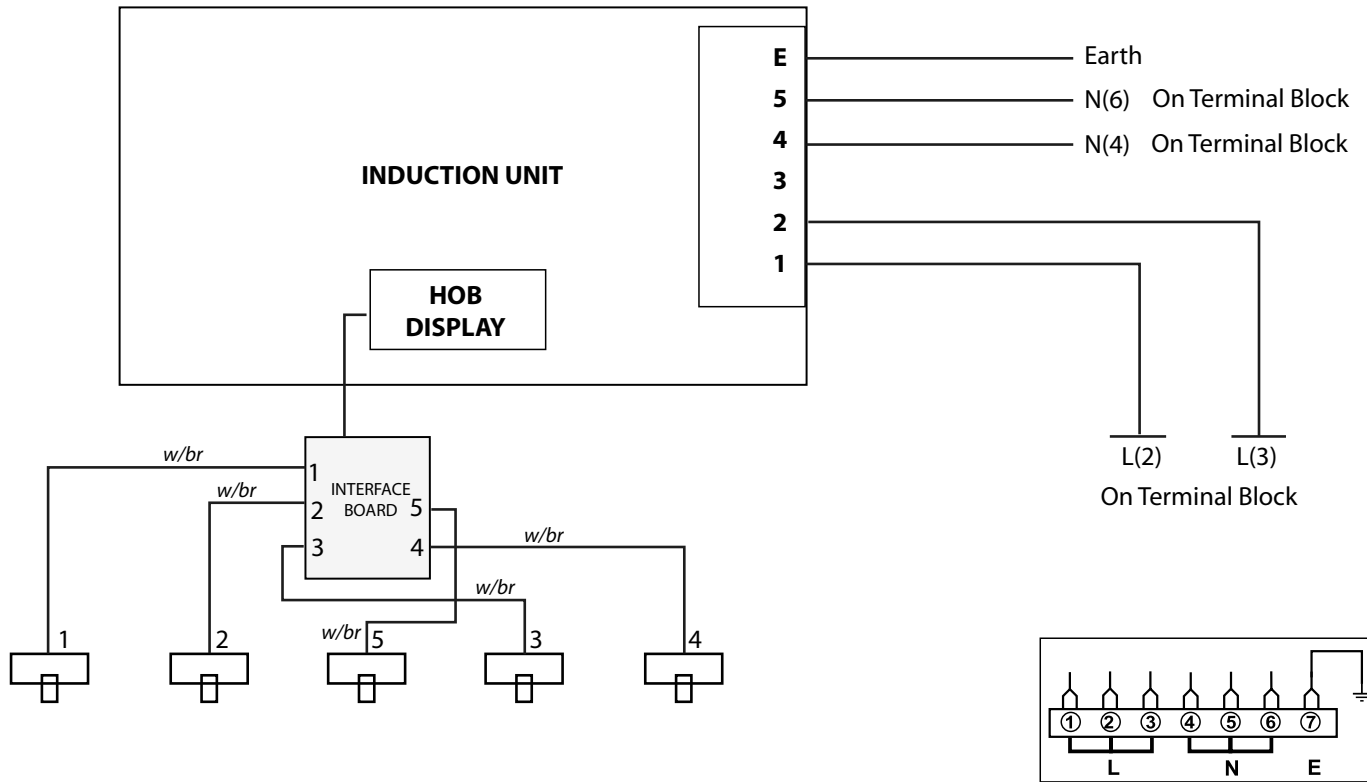 E
Earth
5
N(6) On Terminal Block
4
N(4) On Terminal Block
INDUCTION UNIT
3
2
1
HOB
DISPLAY
L(2)
L(3)
On Terminal Block
w/br
1
w/br
INTERFACE
2
BOARD
5
3
4
w/br
w/br
w/br
1
2
5
3
4
① ② ③ ④ ⑤ ⑥ ⑦
L N E